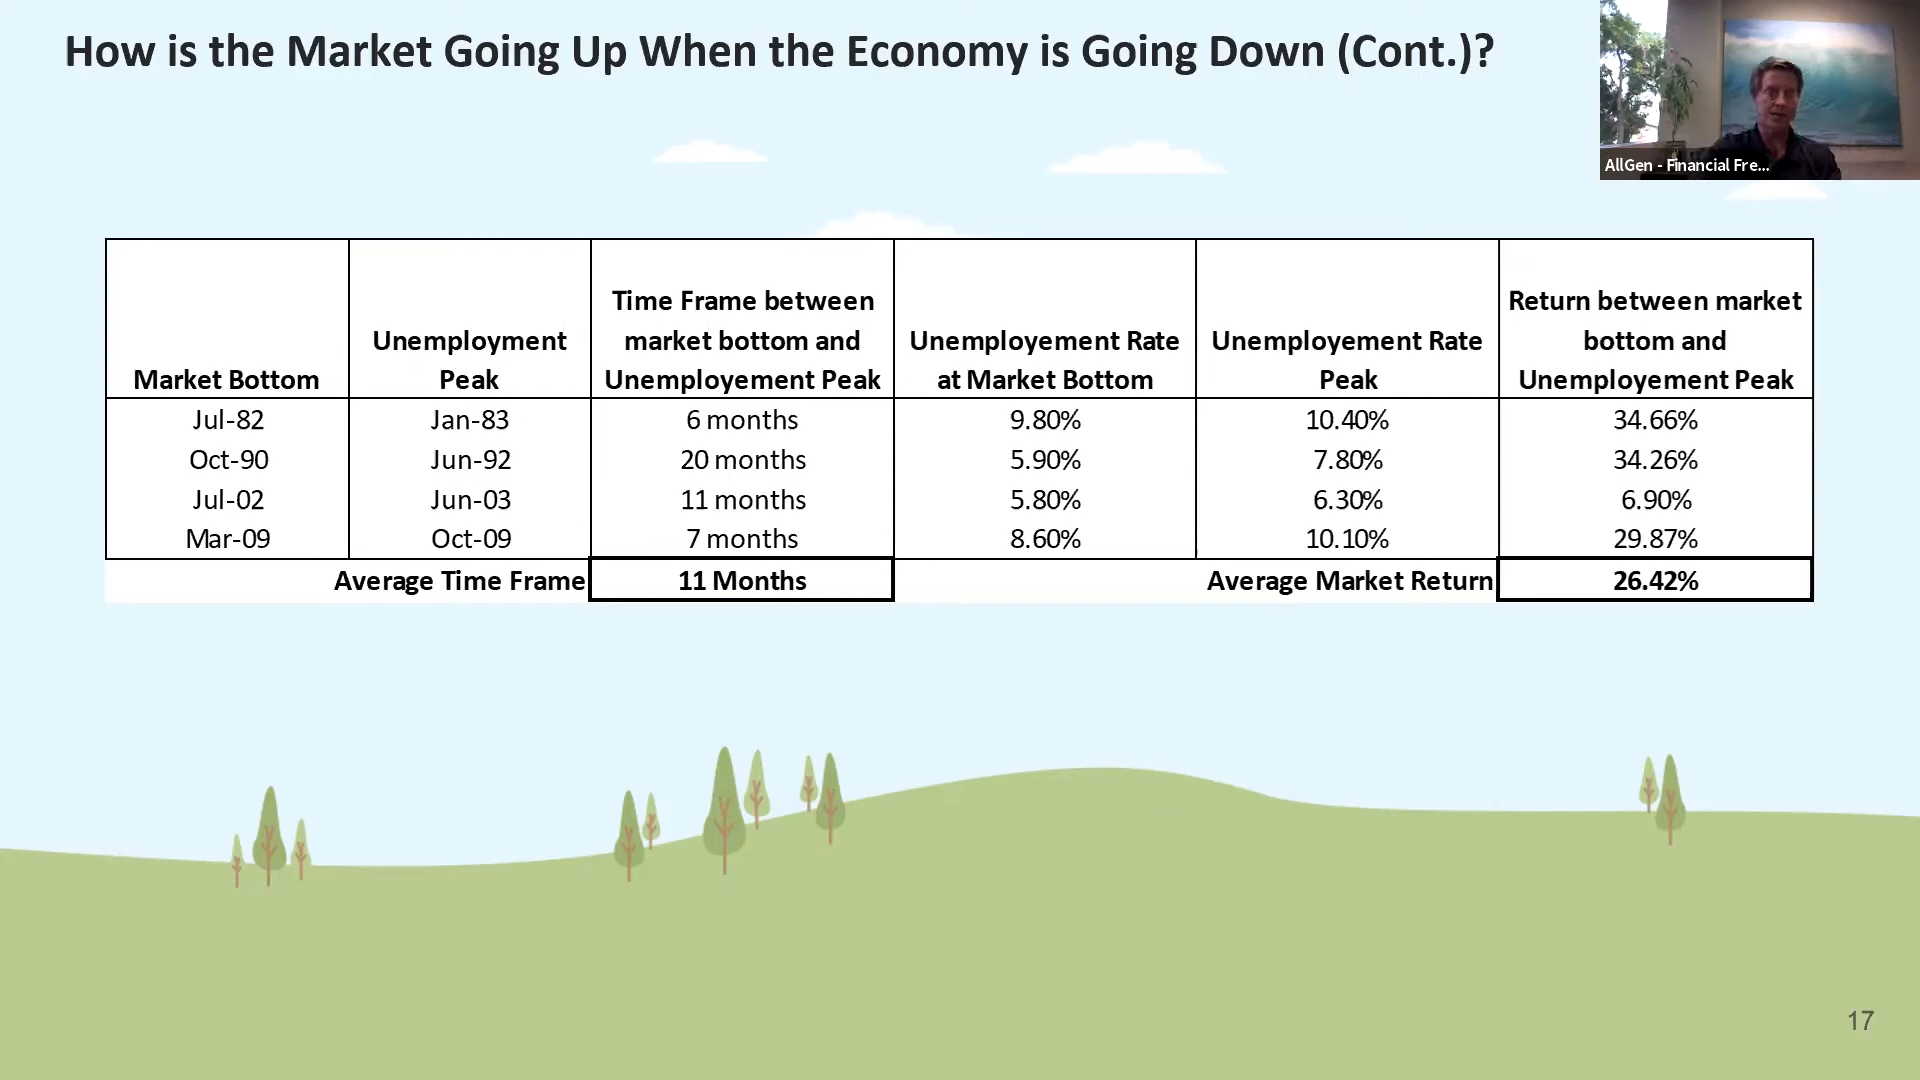 How is the Market Going Up When the Economy is Going Down (Cont.)?
AllGen - Financial Fre...
Market Bottom
Unemployment
Peak
Time Frame between
market bottom and
Unemployement Peak
Unemployement Rate
at Market Bottom
Unemployement Rate
Peak
Return between market
bottom and
Unemployement Peak
Jul-82 Jan-83 6 months 9.80% 10.40% 34.66%
Oct-90 Jun-92 20 months 5.90% 7.80% 34.26%
Jul-02 Jun-03 11 months 5.80% 6.30% 6.90%
Mar-09 Oct-09 7 months 8.60% 10.10% 29.87%
Average Time Frame 11 Months Average Market Return 26.42%
17